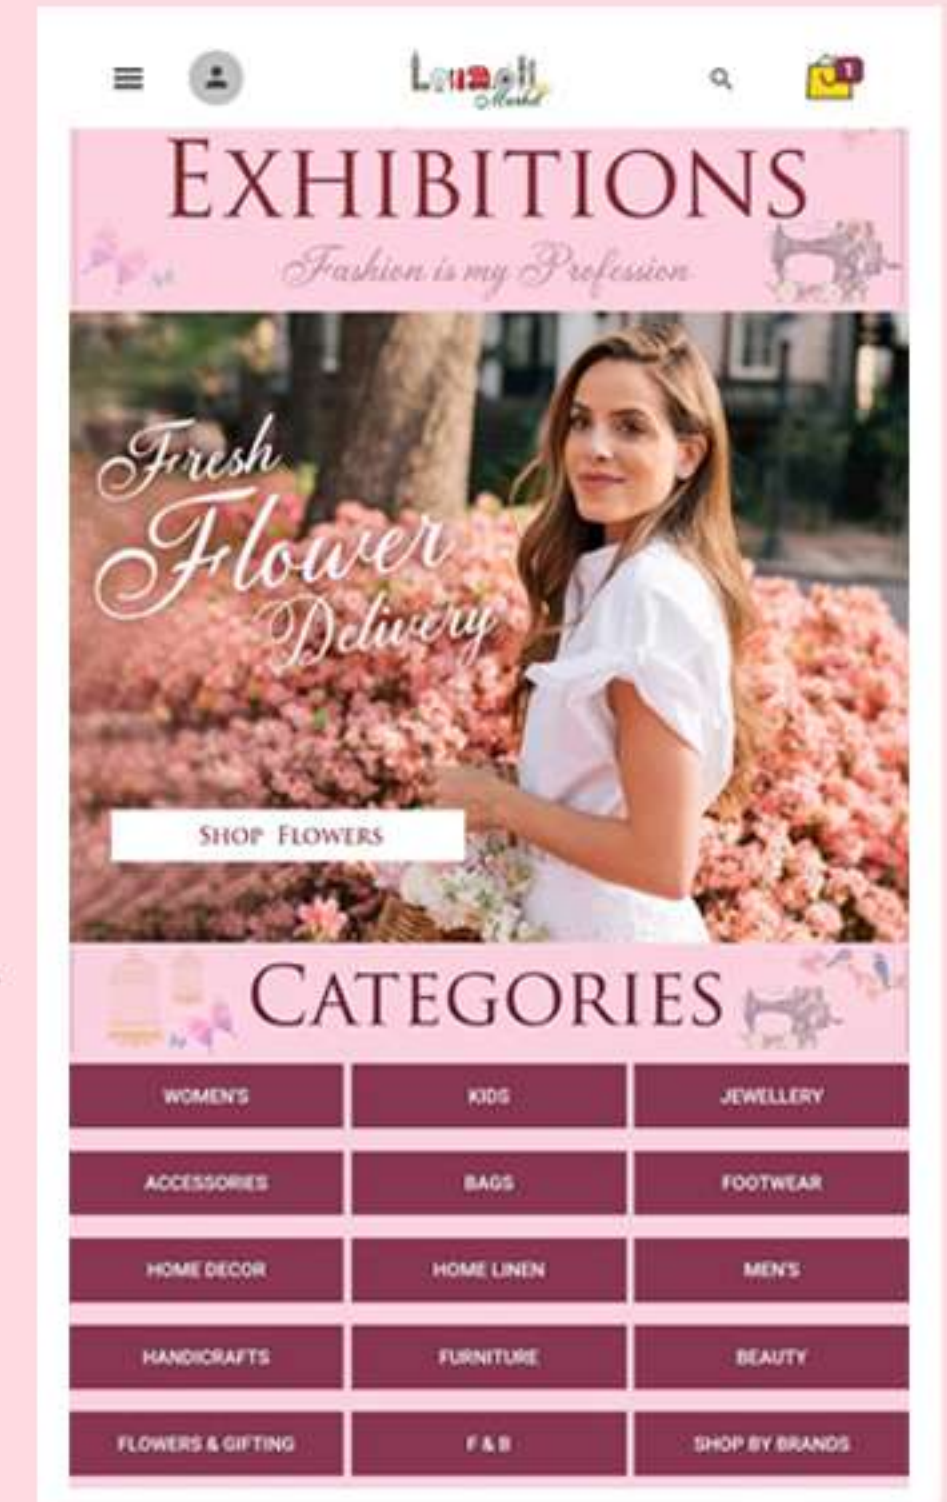 1
Market
EXHIBITIONS
Fashion is my Profession
Fresh
Flower
Delivery
SHOP FLOWERS
CATEGORIES
WOMEN'S
KIDS
JEWELLERY
ACCESSORIES
BAGS
FOOTWEAR
HOME DECOR
HOME LINEN
MEN'S
HANDICRAFTS
FURNITURE
BEAUTY
FLOWERS & GIFTING
F & B
SHOP BY BRANDS